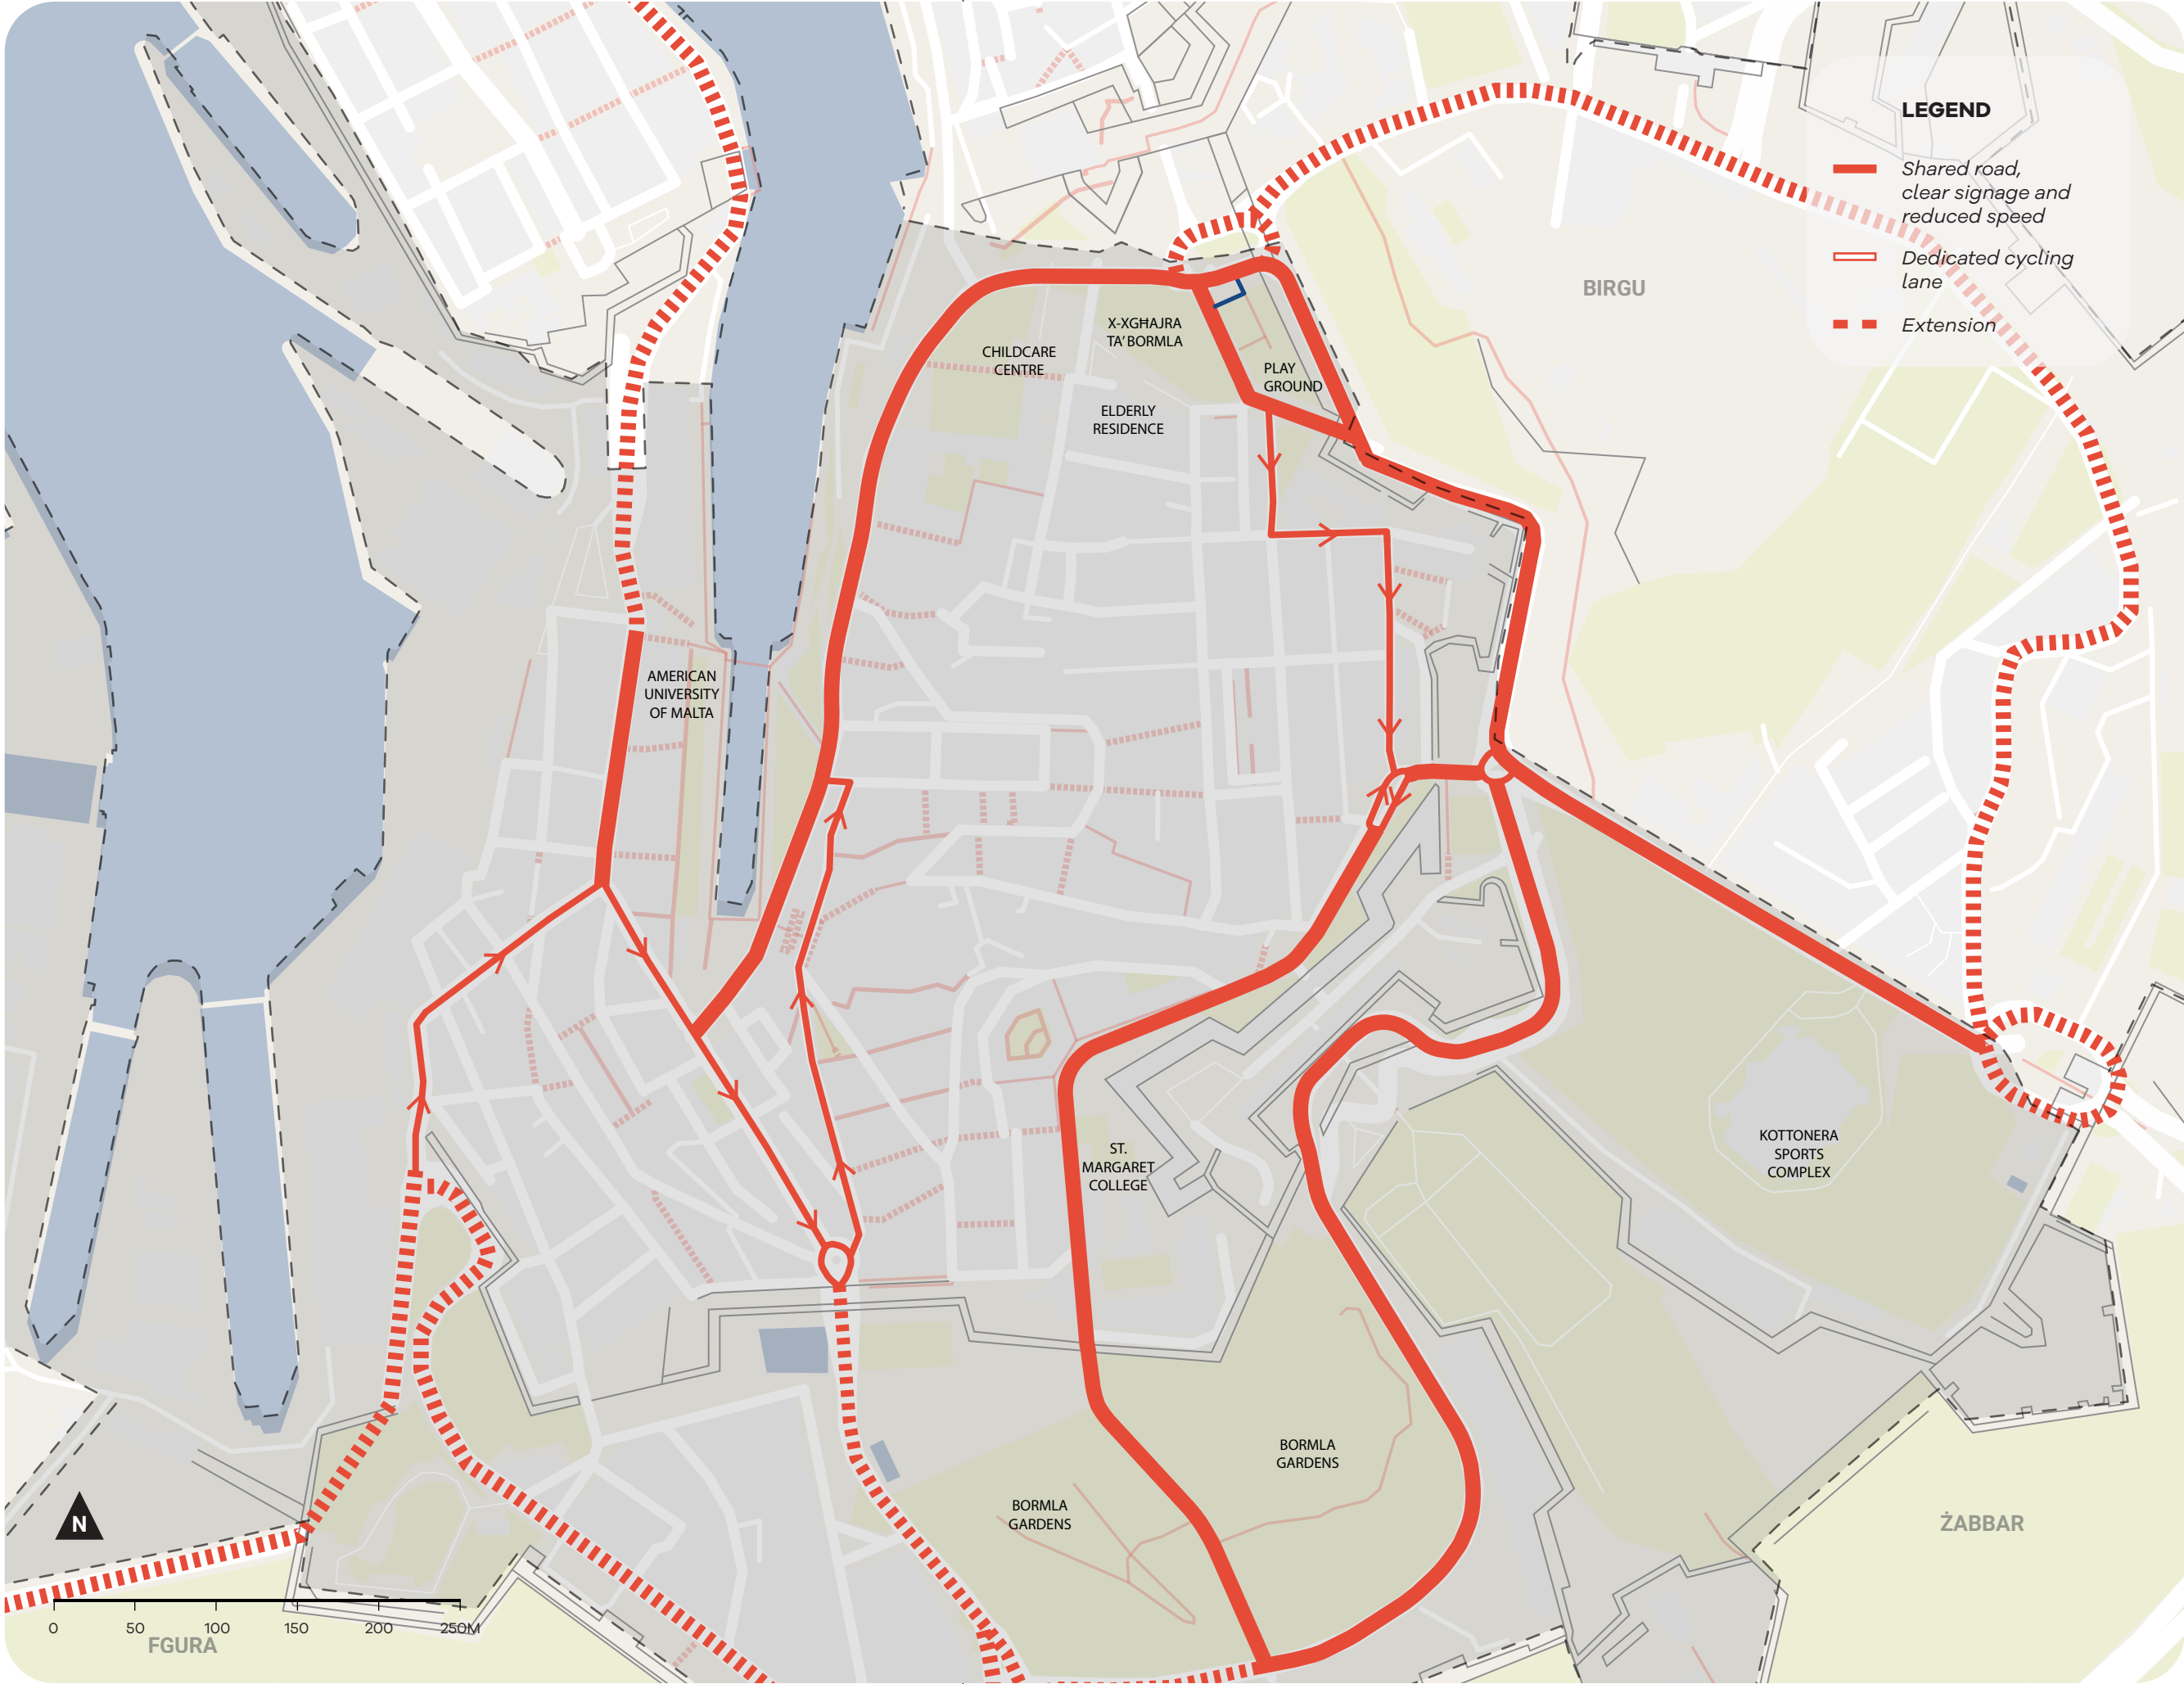 LEGEND
Shared road,
clear signage and
reduced speed
Dedicated cycling
lane
Extension
BIRGU
X-XGĦAJRA
TA' BORMLA
CHILDCARE
CENTRE
PLAY
GROUND
ELDERLY
RESIDENCE
AMERICAN
UNIVERSITY
OF MALTA
ST.
MARGARET
COLLEGE
KOTTONERA
SPORTS
COMPLEX
BORMLA
GARDENS
BORMLA
GARDENS
ŻABBAR
N
0 50 100 150 200 250M
FGURA